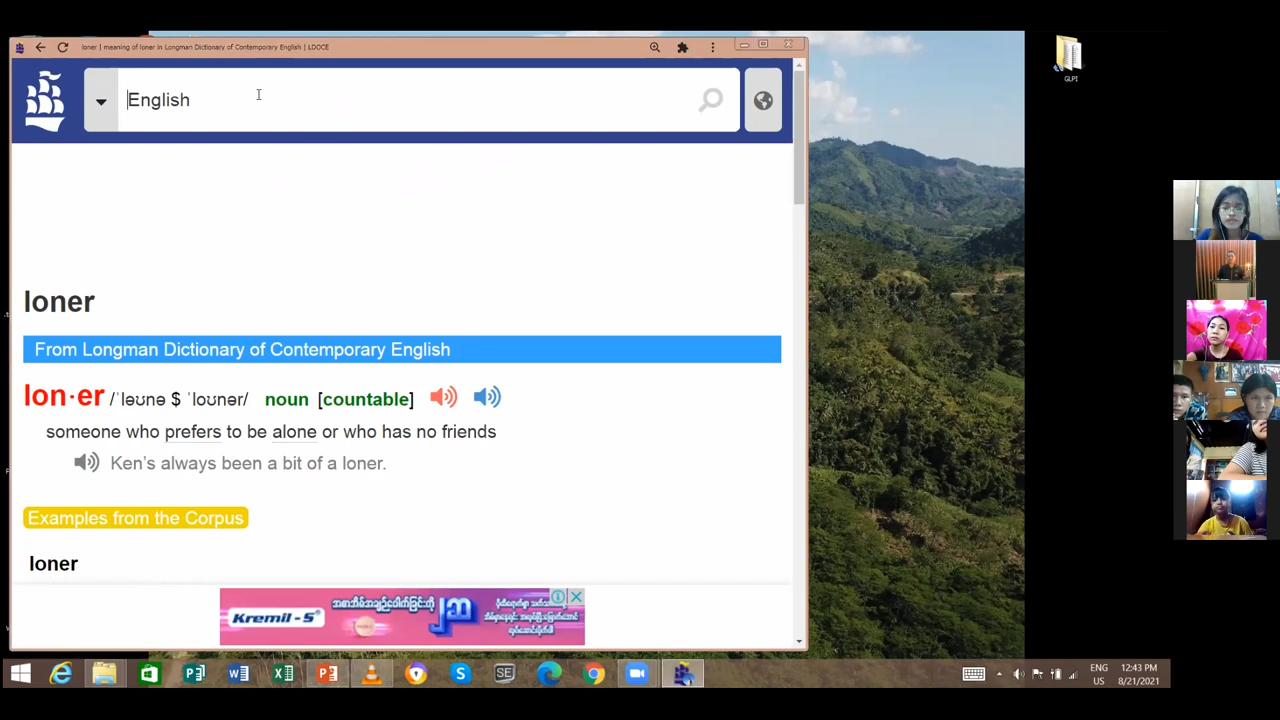 loner | meaning of loner in Longman Dictionary of Contemporary English | LDOCE
English
loner
From Longman Dictionary of Contemporary English
lon·er /ˈləʊnə $ ˈloʊnər/ noun [countable]
someone who prefers to be alone or who has no friends
Ken's always been a bit of a loner.
Examples from the Corpus
loner
Kremil-S®
GLPI
ENG
US
12:43 PM
8/21/2021